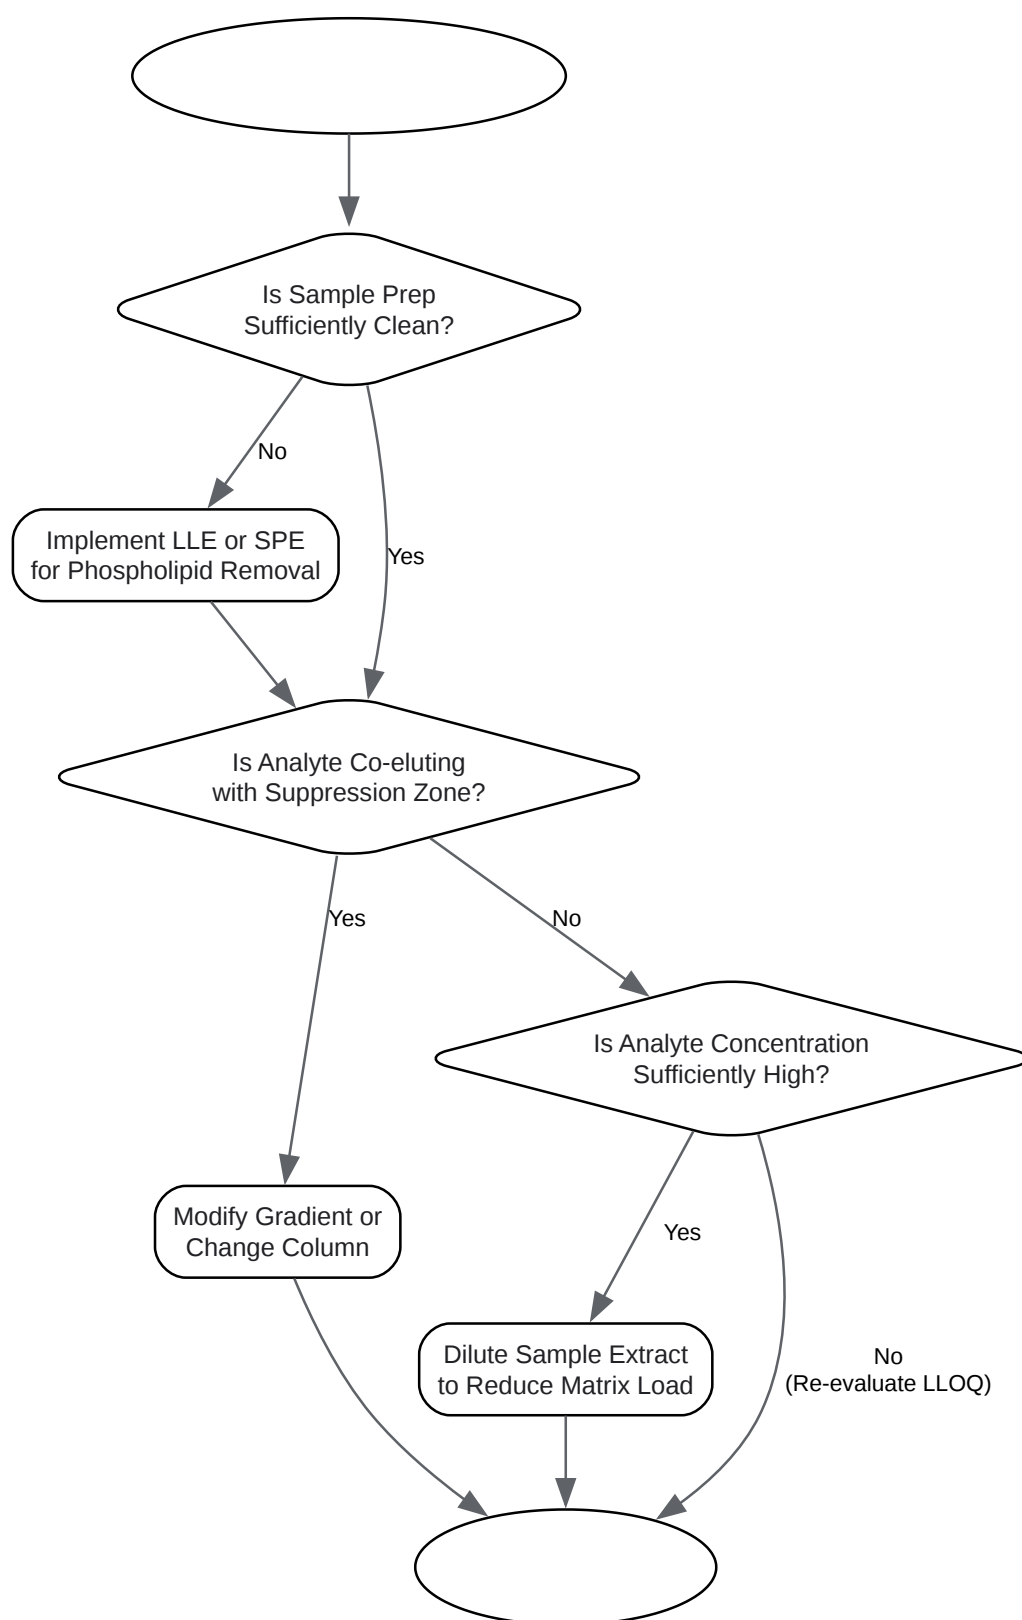 Is Sample Prep
Sufficiently Clean?
No
Implement LLE or SPE
for Phospholipid Removal
Yes
Is Analyte Co-eluting
with Suppression Zone?
Yes
No
Is Analyte Concentration
Sufficiently High?
Modify Gradient or
Change Column
Yes
Dilute Sample Extract
to Reduce Matrix Load
No
(Re-evaluate LLOQ)